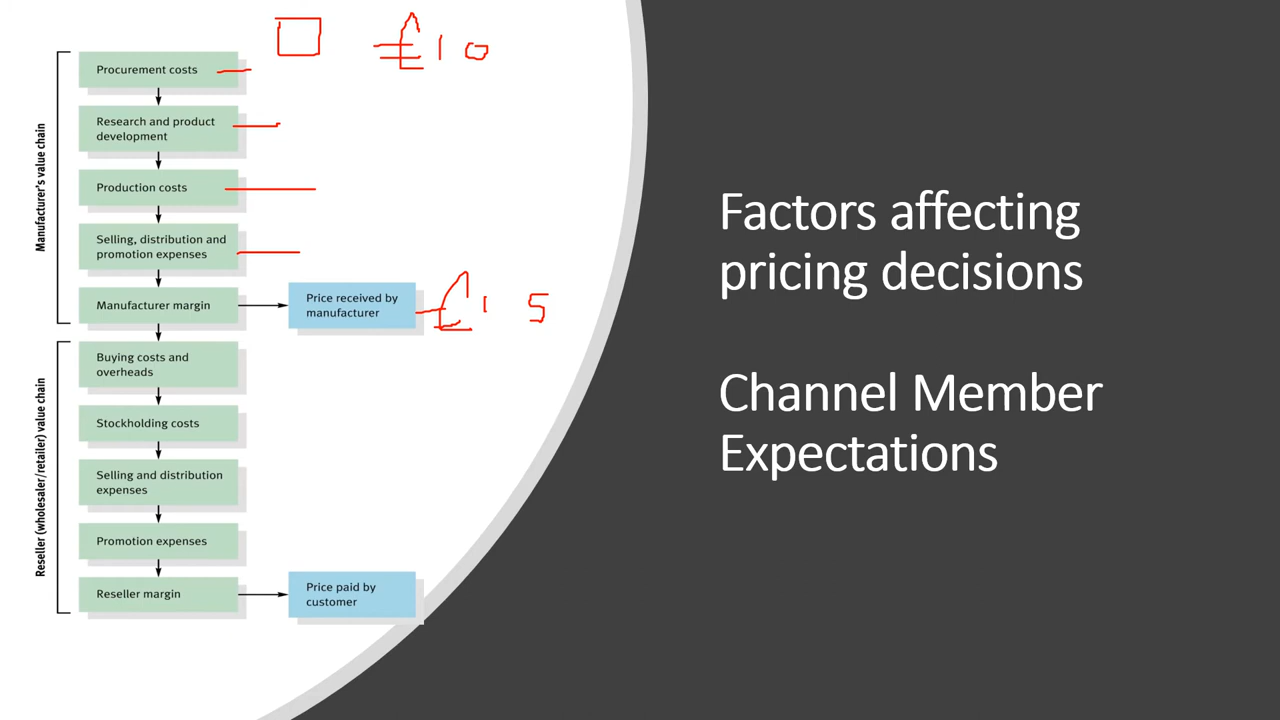 £10
Procurement costs
Research and product
development
Production costs
Selling, distribution and
promotion expenses
Manufacturer margin
Manufacturer's value chain
Price received by
manufacturer
£15
Buying costs and
overheads
Stockholding costs
Selling and distribution
expenses
Promotion expenses
Reseller margin
Reseller (wholesaler/retailer) value chain
Price paid by
customer
Factors affecting
pricing decisions
Channel Member
Expectations